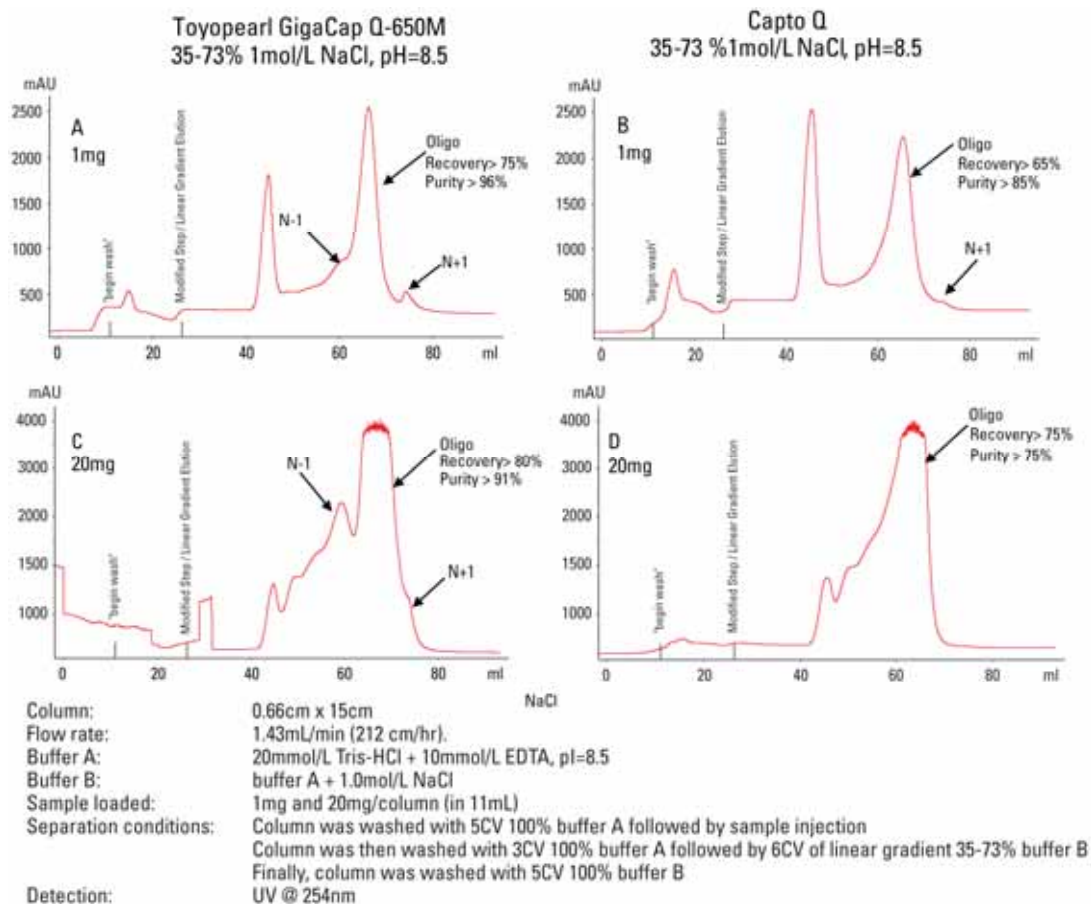 Toyopearl GigaCap Q-650M
35-73% 1mol/L NaCl, pH=8.5
Capto Q
35-73 %1mol/L NaCl, pH=8.5
mAU
2500
2000
1500
1000
500
A
1mg
"begin wash"
Modified Step / Linear Gradient Elution
N-1
Oligo
Recovery> 75%
Purity > 96%
N+1
0
20
40
60
80
ml
mAU
2500
2000
1500
1000
500
B
1mg
"begin wash"
Modified Step / Linear Gradient Elution
Oligo
Recovery> 65%
Purity > 85%
N+1
0
20
40
60
80
ml
mAU
4000
3000
2000
1500
1000
C
20mg
"begin wash"
Modified Step / Linear Gradient Elution
N-1
Oligo
Recovery> 80%
Purity > 91%
N+1
0
20
40
60
80
ml
mAU
4000
3000
2000
1500
1000
D
20mg
"begin wash"
Modified Step / Linear Gradient Elution
Oligo
Recovery> 75%
Purity > 75%
0
20
40
60
80
ml
NaCl
Column: 0.66cm x 15cm
Flow rate: 1.43mL/min (212 cm/hr).
Buffer A: 20mmol/L Tris-HCl + 10mmol/L EDTA, pI=8.5
Buffer B: buffer A + 1.0mol/L NaCl
Sample loaded: 1mg and 20mg/column (in 11mL)
Separation conditions: Column was washed with 5CV 100% buffer A followed by sample injection
Column was then washed with 3CV 100% buffer A followed by 6CV of linear gradient 35-73% buffer B
Finally, column was washed with 5CV 100% buffer B
Detection: UV @ 254nm